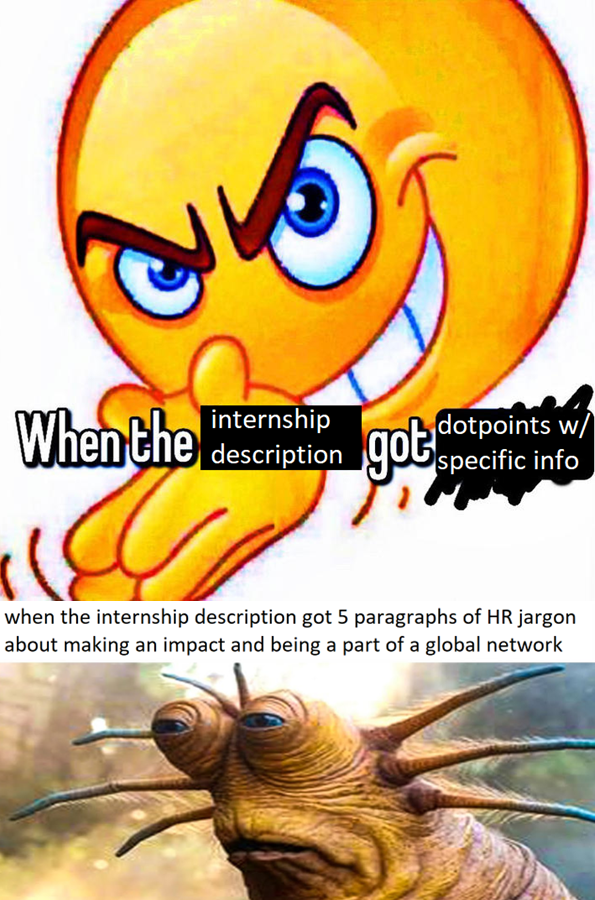 When the internship description got dotpoints w/ specific info
when the internship description got 5 paragraphs of HR jargon
about making an impact and being a part of a global network